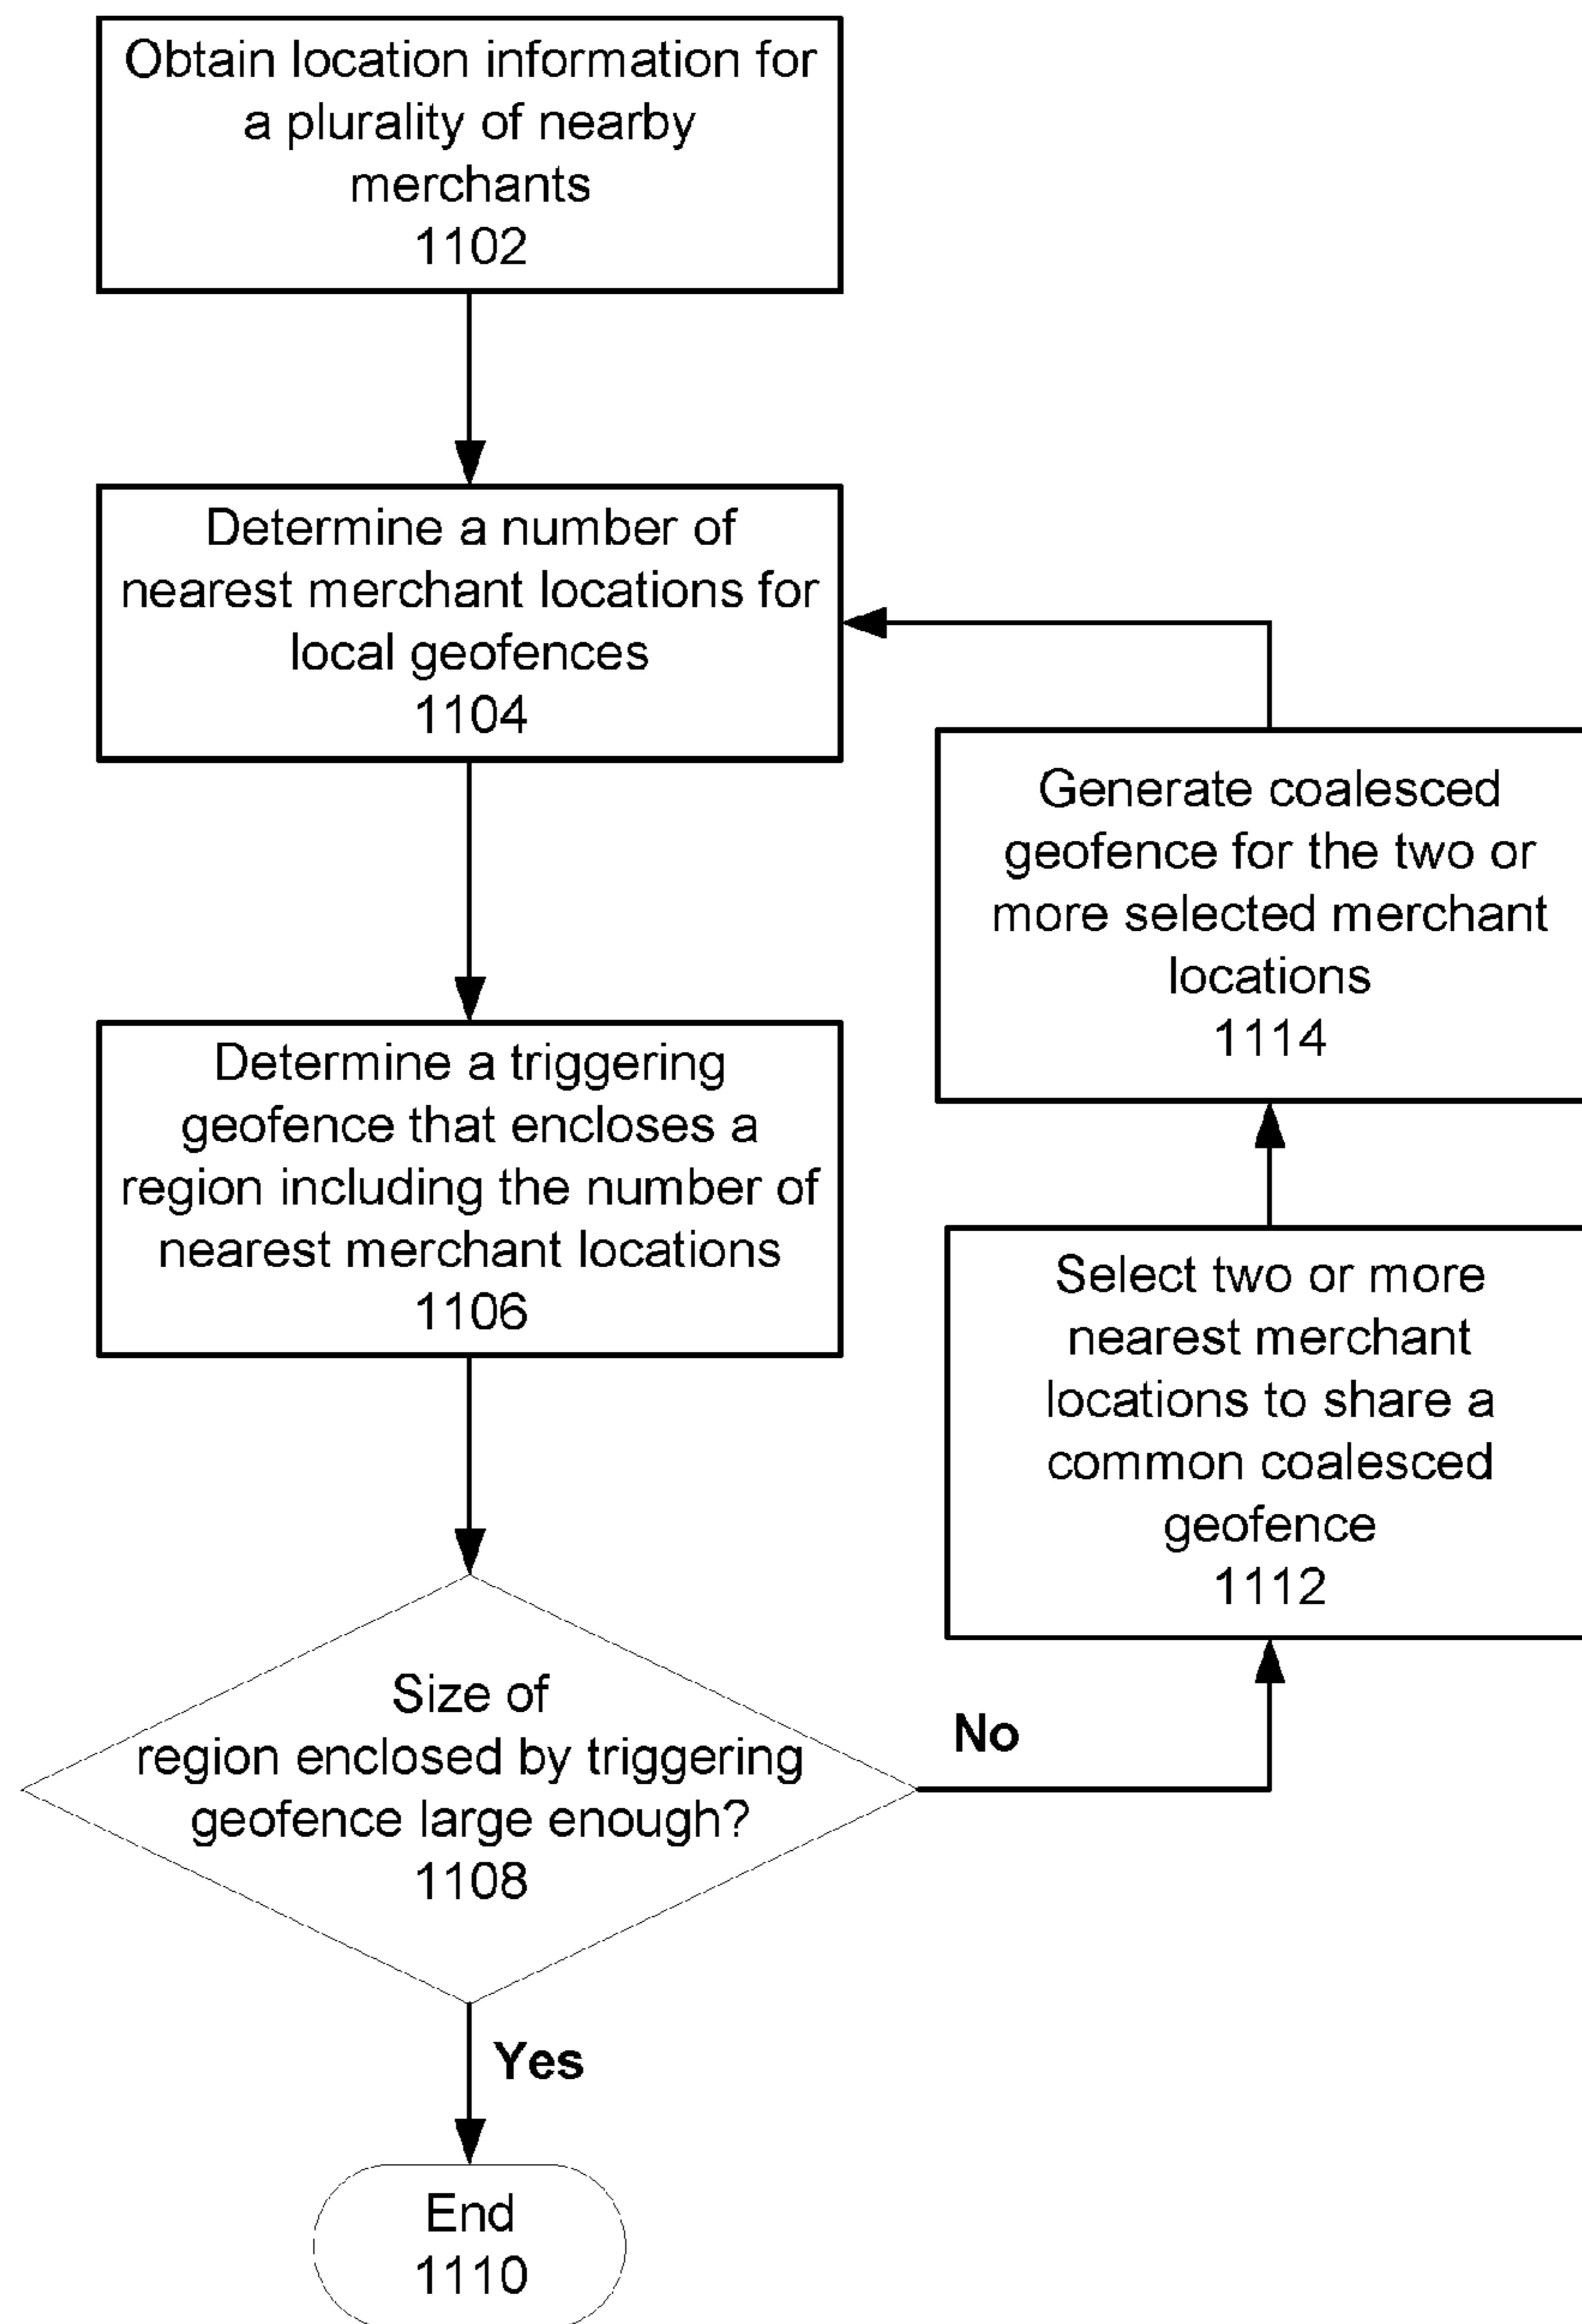 Obtain location information for
a plurality of nearby
merchants
1102
Determine a number of
nearest merchant locations for
local geofences
1104
Determine a triggering
geofence that encloses a
region including the number of
nearest merchant locations
1106
Size of
region enclosed by triggering
geofence large enough?
1108
No
Yes
End
1110
Select two or more
nearest merchant
locations to share a
common coalesced
geofence
1112
Generate coalesced
geofence for the two or
more selected merchant
locations
1114